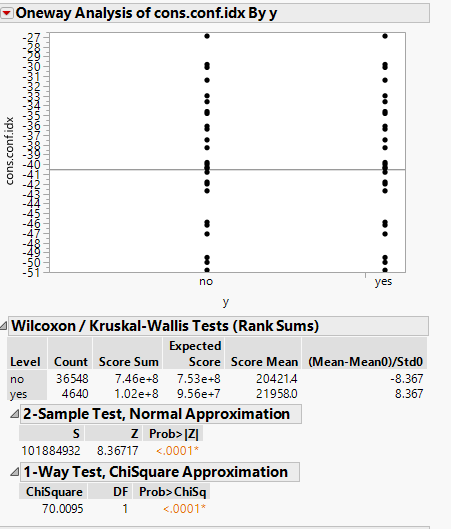 Oneway Analysis of cons.conf.idx By y
cons.conf.idx
-27
-28
-29
-30
-31
-32
-33
-34
-35
-36
-37
-38
-39
-40
-41
-42
-43
-44
-45
-46
-47
-48
-49
-50
-51
no yes
y
Wilcoxon / Kruskal-Wallis Tests (Rank Sums)
Expected
Level Count Score Sum Score Score Mean (Mean-Mean0)/Std0
no 36548 7.46e+8 7.53e+8 20421.4 -8.367
yes 4640 1.02e+8 9.56e+7 21958.0 8.367
2-Sample Test, Normal Approximation
S Z Prob>|Z|
101884932 8.36717 <.0001*
1-Way Test, ChiSquare Approximation
ChiSquare DF Prob>ChiSq
70.0095 1 <.0001*